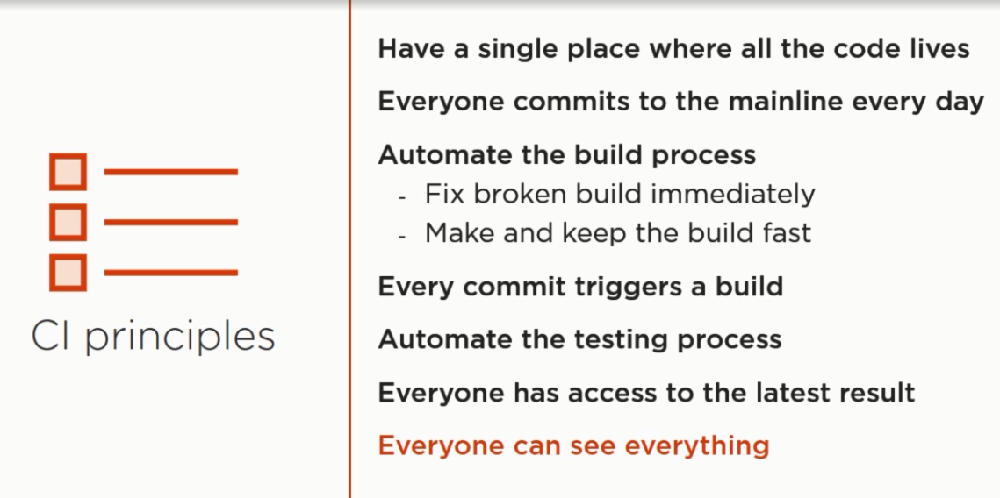 CI principles
Have a single place where all the code lives
Everyone commits to the mainline every day
Automate the build process
- Fix broken build immediately
- Make and keep the build fast
Every commit triggers a build
Automate the testing process
Everyone has access to the latest result
Everyone can see everything